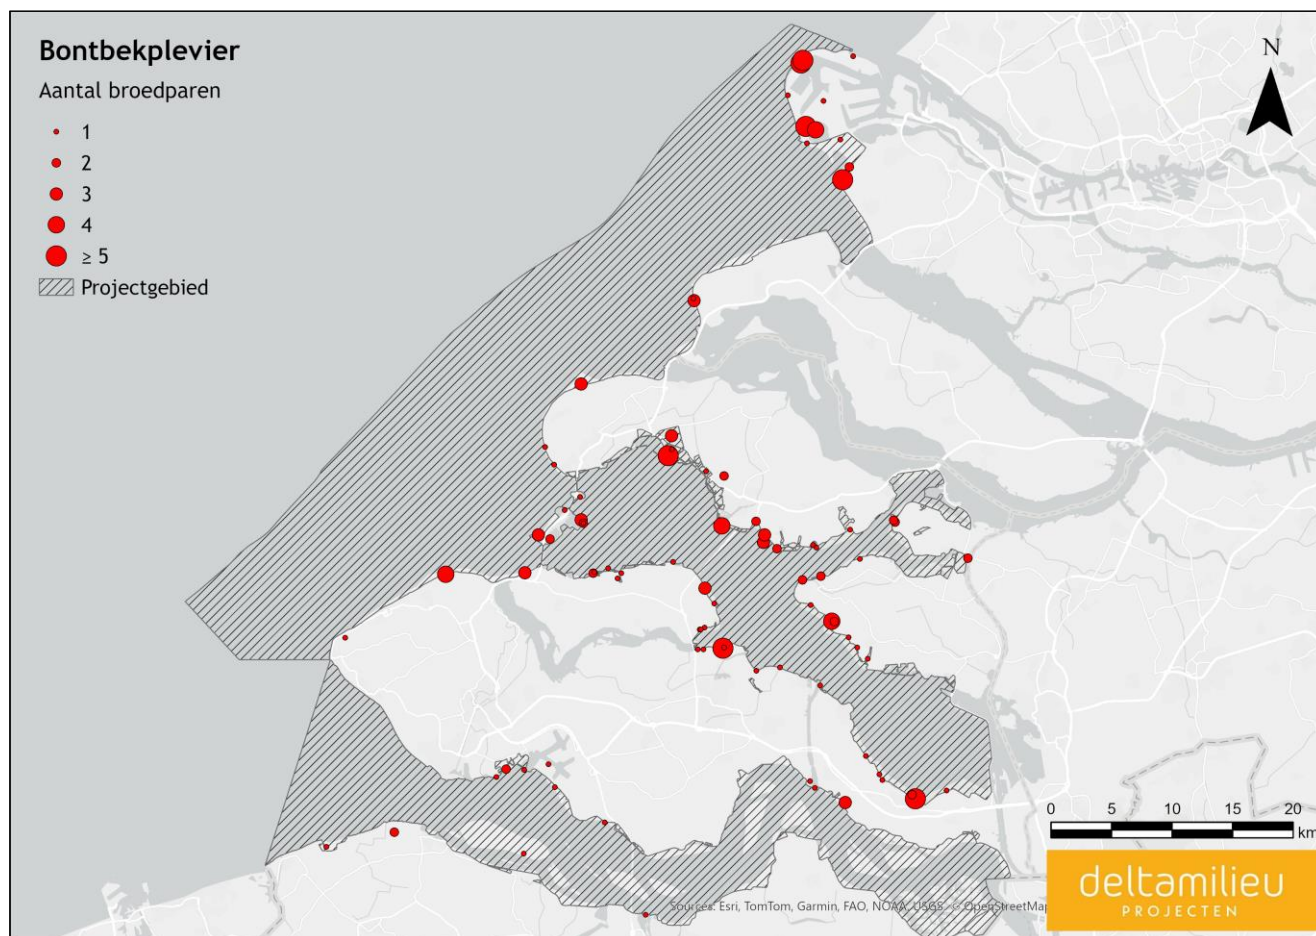 Bontbekplevier
Aantal broedparen
1
2
3
4
≥ 5
Projectgebied
N
0 5 10 15 20
km
Sources: Esri, TomTom, Garmin, FAO, NOAA, USGS, © OpenStreetMap
deltamilieu
PROJECTEN